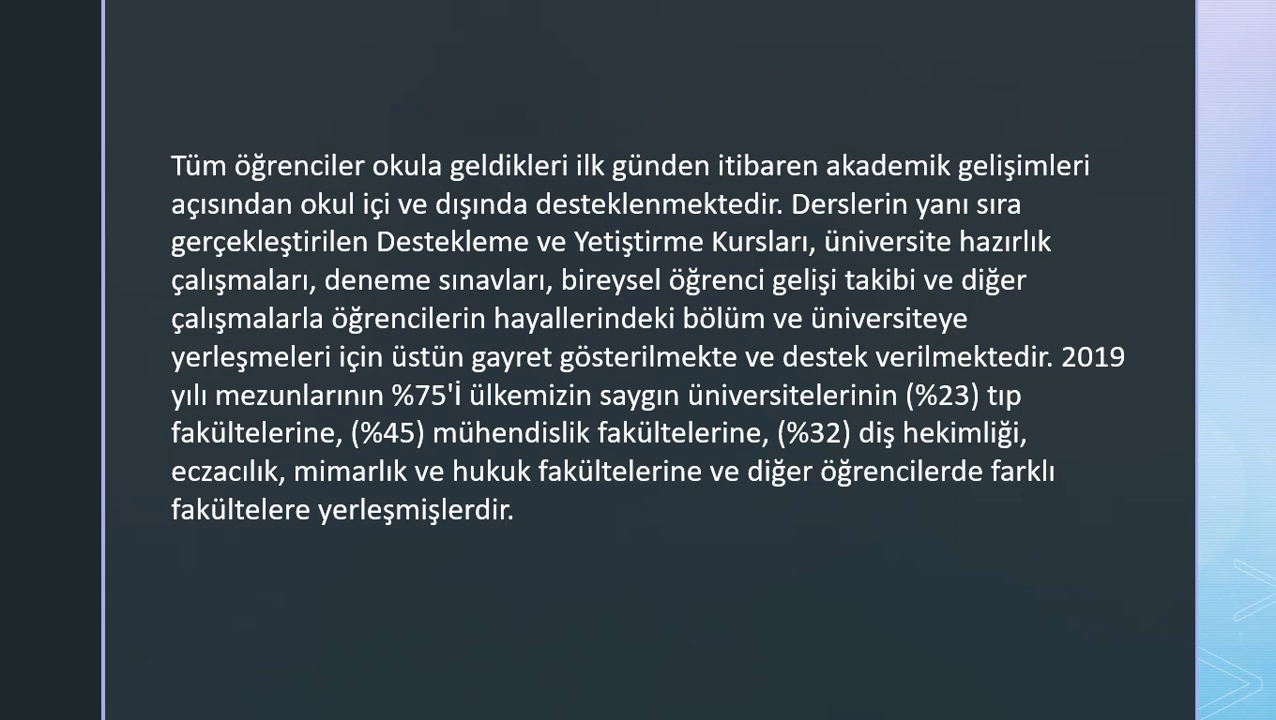 Tüm öğrenciler okula geldikleri ilk günden itibaren akademik gelişimleri
açısından okul içi ve dışında desteklenmektedir. Derslerin yanı sıra
gerçekleştirilen Destekleme ve Yetiştirme Kursları, üniversite hazırlık
çalışmaları, deneme sınavları, bireysel öğrenci gelişi takibi ve diğer
çalışmalarla öğrencilerin hayallerindeki bölüm ve üniversiteye
yerleşmeleri için üstün gayret gösterilmekte ve destek verilmektedir. 2019
yılı mezunlarının %75'İ ülkemizin saygın üniversitelerinin (%23) tıp
fakültelerine, (%45) mühendislik fakültelerine, (%32) diş hekimliği,
eczacılık, mimarlık ve hukuk fakültelerine ve diğer öğrencilerde farklı
fakültelere yerleşmişlerdir.